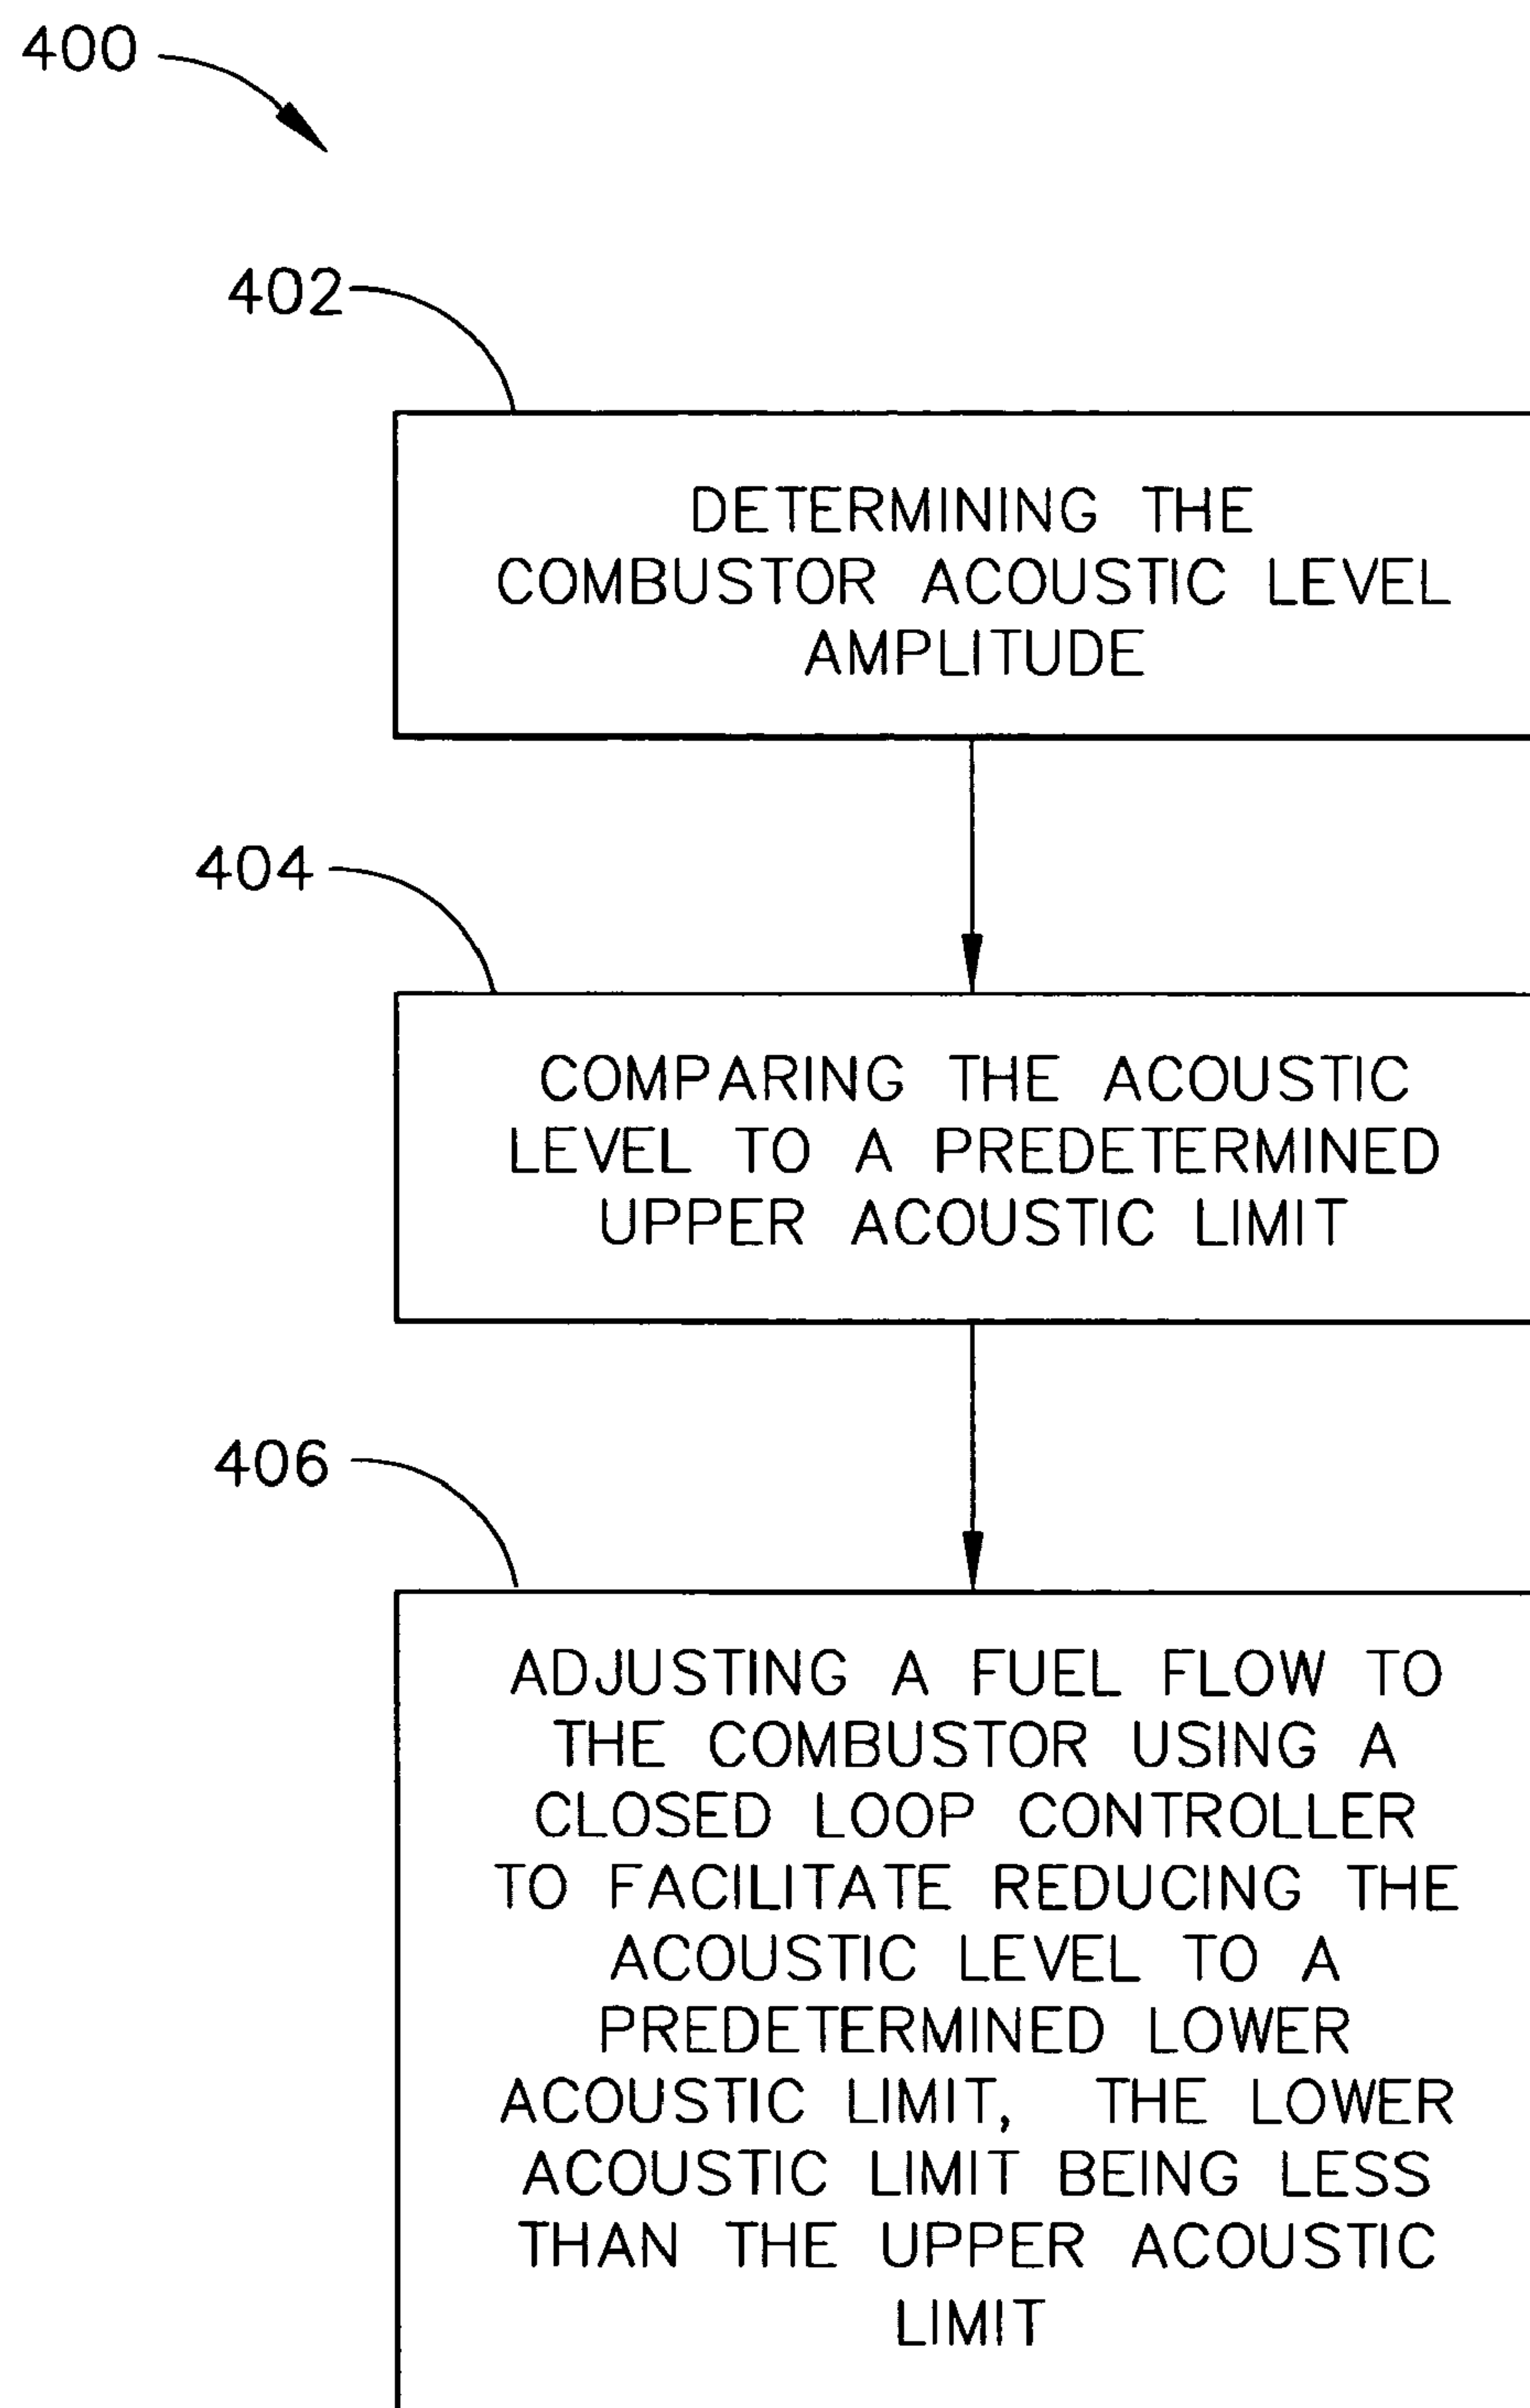 400
402
DETERMINING THE
COMBUSTOR ACOUSTIC LEVEL
AMPLITUDE
404
COMPARING THE ACOUSTIC
LEVEL TO A PREDETERMINED
UPPER ACOUSTIC LIMIT
406
ADJUSTING A FUEL FLOW TO
THE COMBUSTOR USING A
CLOSED LOOP CONTROLLER
TO FACILITATE REDUCING THE
ACOUSTIC LEVEL TO A
PREDETERMINED LOWER
ACOUSTIC LIMIT, THE LOWER
ACOUSTIC LIMIT BEING LESS
THAN THE UPPER ACOUSTIC
LIMIT